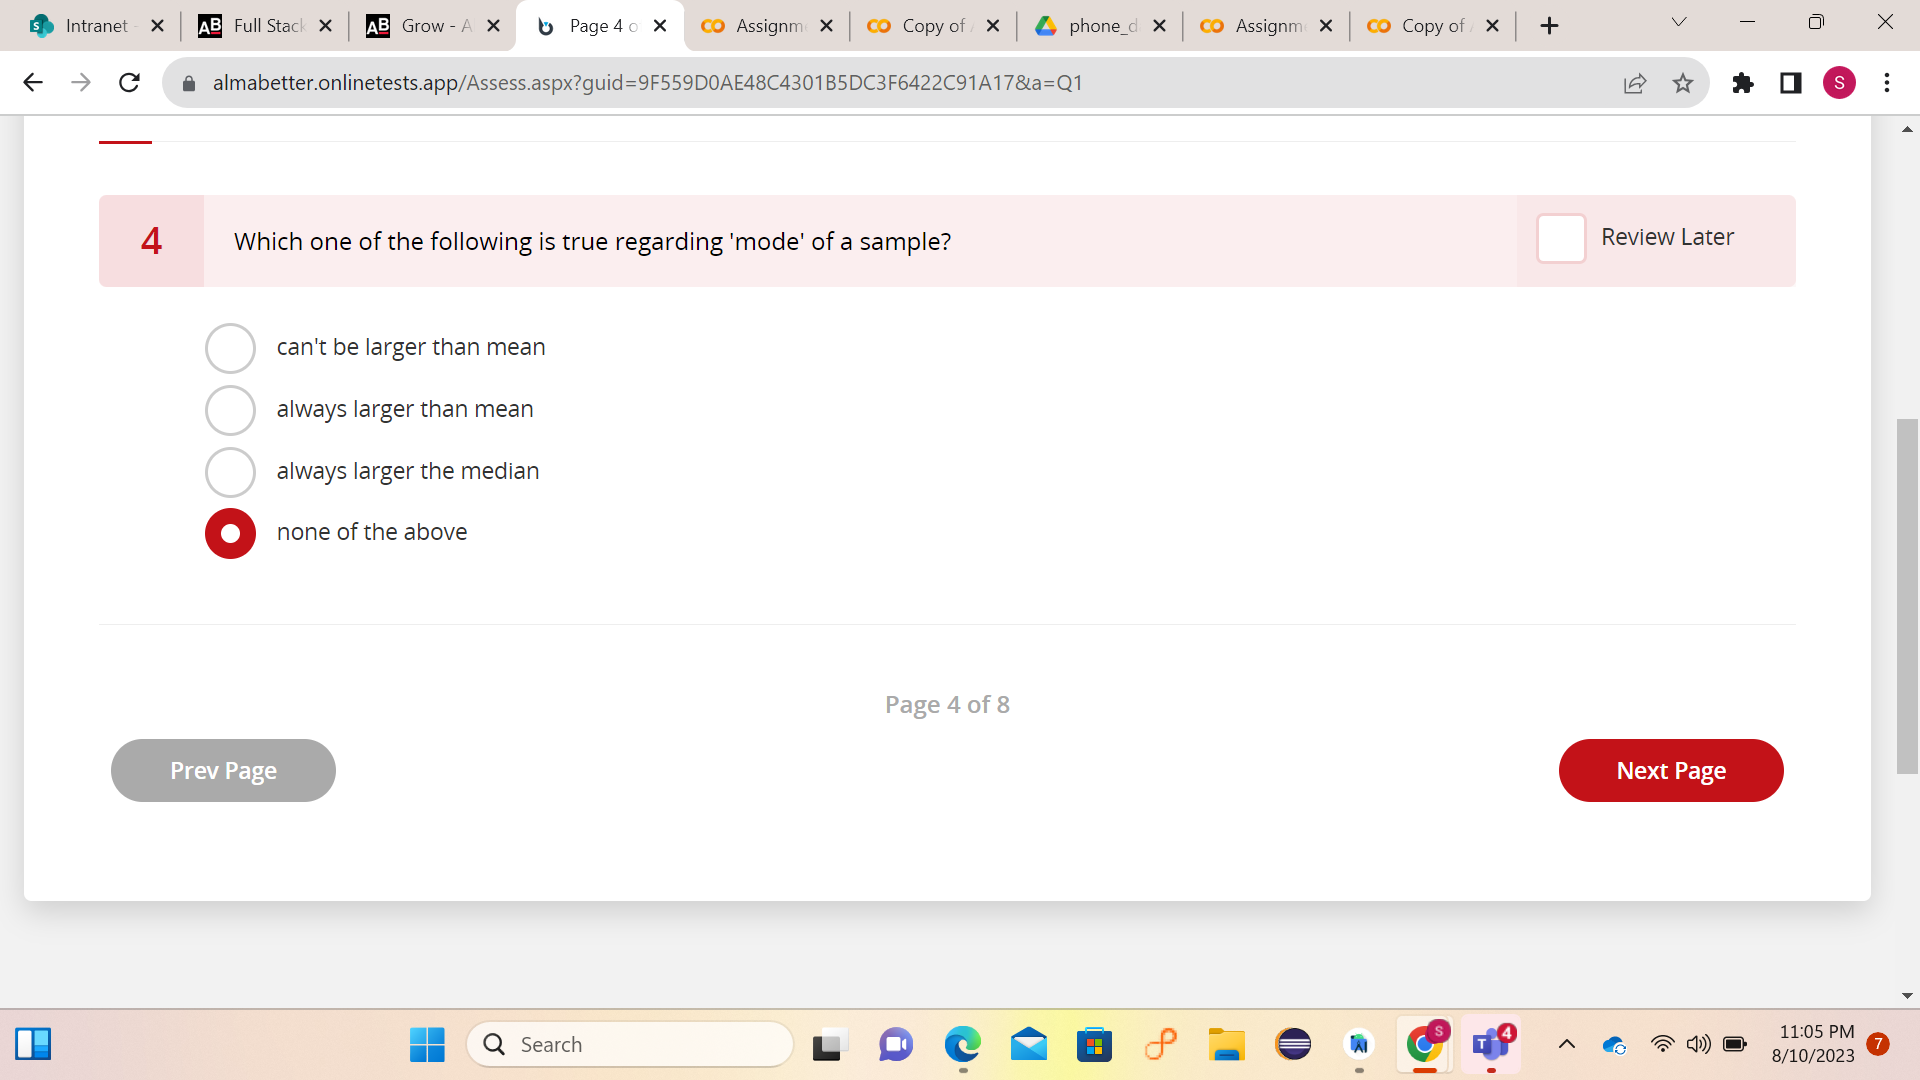 Intranet
Full Stack
Grow - A
Page 4 o
Assignme
Copy of
phone_d
Assignme
Copy of
almabetter.onlinetests.app/Assess.aspx?guid=9F559D0AE48C4301B5DC3F6422C91A17&a=Q1
S
4 Which one of the following is true regarding 'mode' of a sample? Review Later
can't be larger than mean
always larger than mean
always larger the median
none of the above
Page 4 of 8
Prev Page Next Page
Search
S
4
11:05 PM
8/10/2023
7